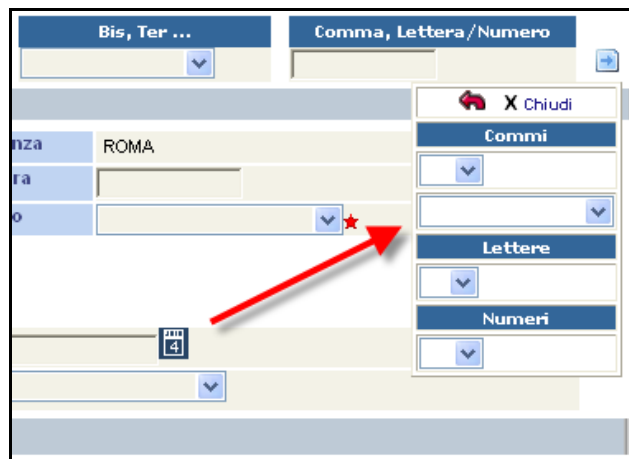 Bis, Ter ...
Comma, Lettera/Numero
X Chiudi
Commi
nza
ROMA
ra
o
Lettere
Numeri
4